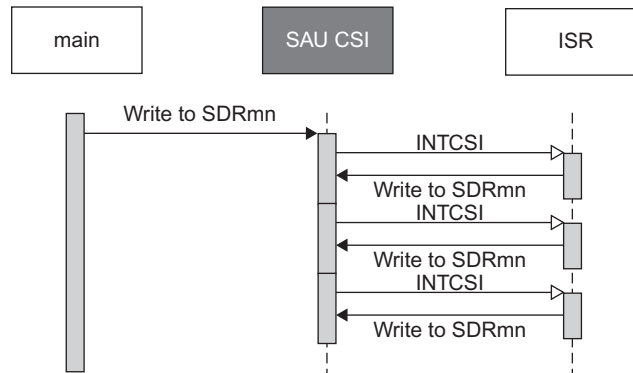 main
SAU CSI
ISR
Write to SDRmn
INTCSI
Write to SDRmn
INTCSI
Write to SDRmn
INTCSI
Write to SDRmn